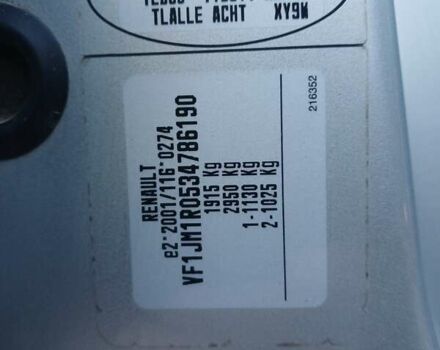 TLALLE ACHT XY9W
RENAULT
e2*2001/116*0274
VF1JM1R0534786190
1915 Kg
2950 Kg
1-1130 Kg
2-1025 Kg
216352